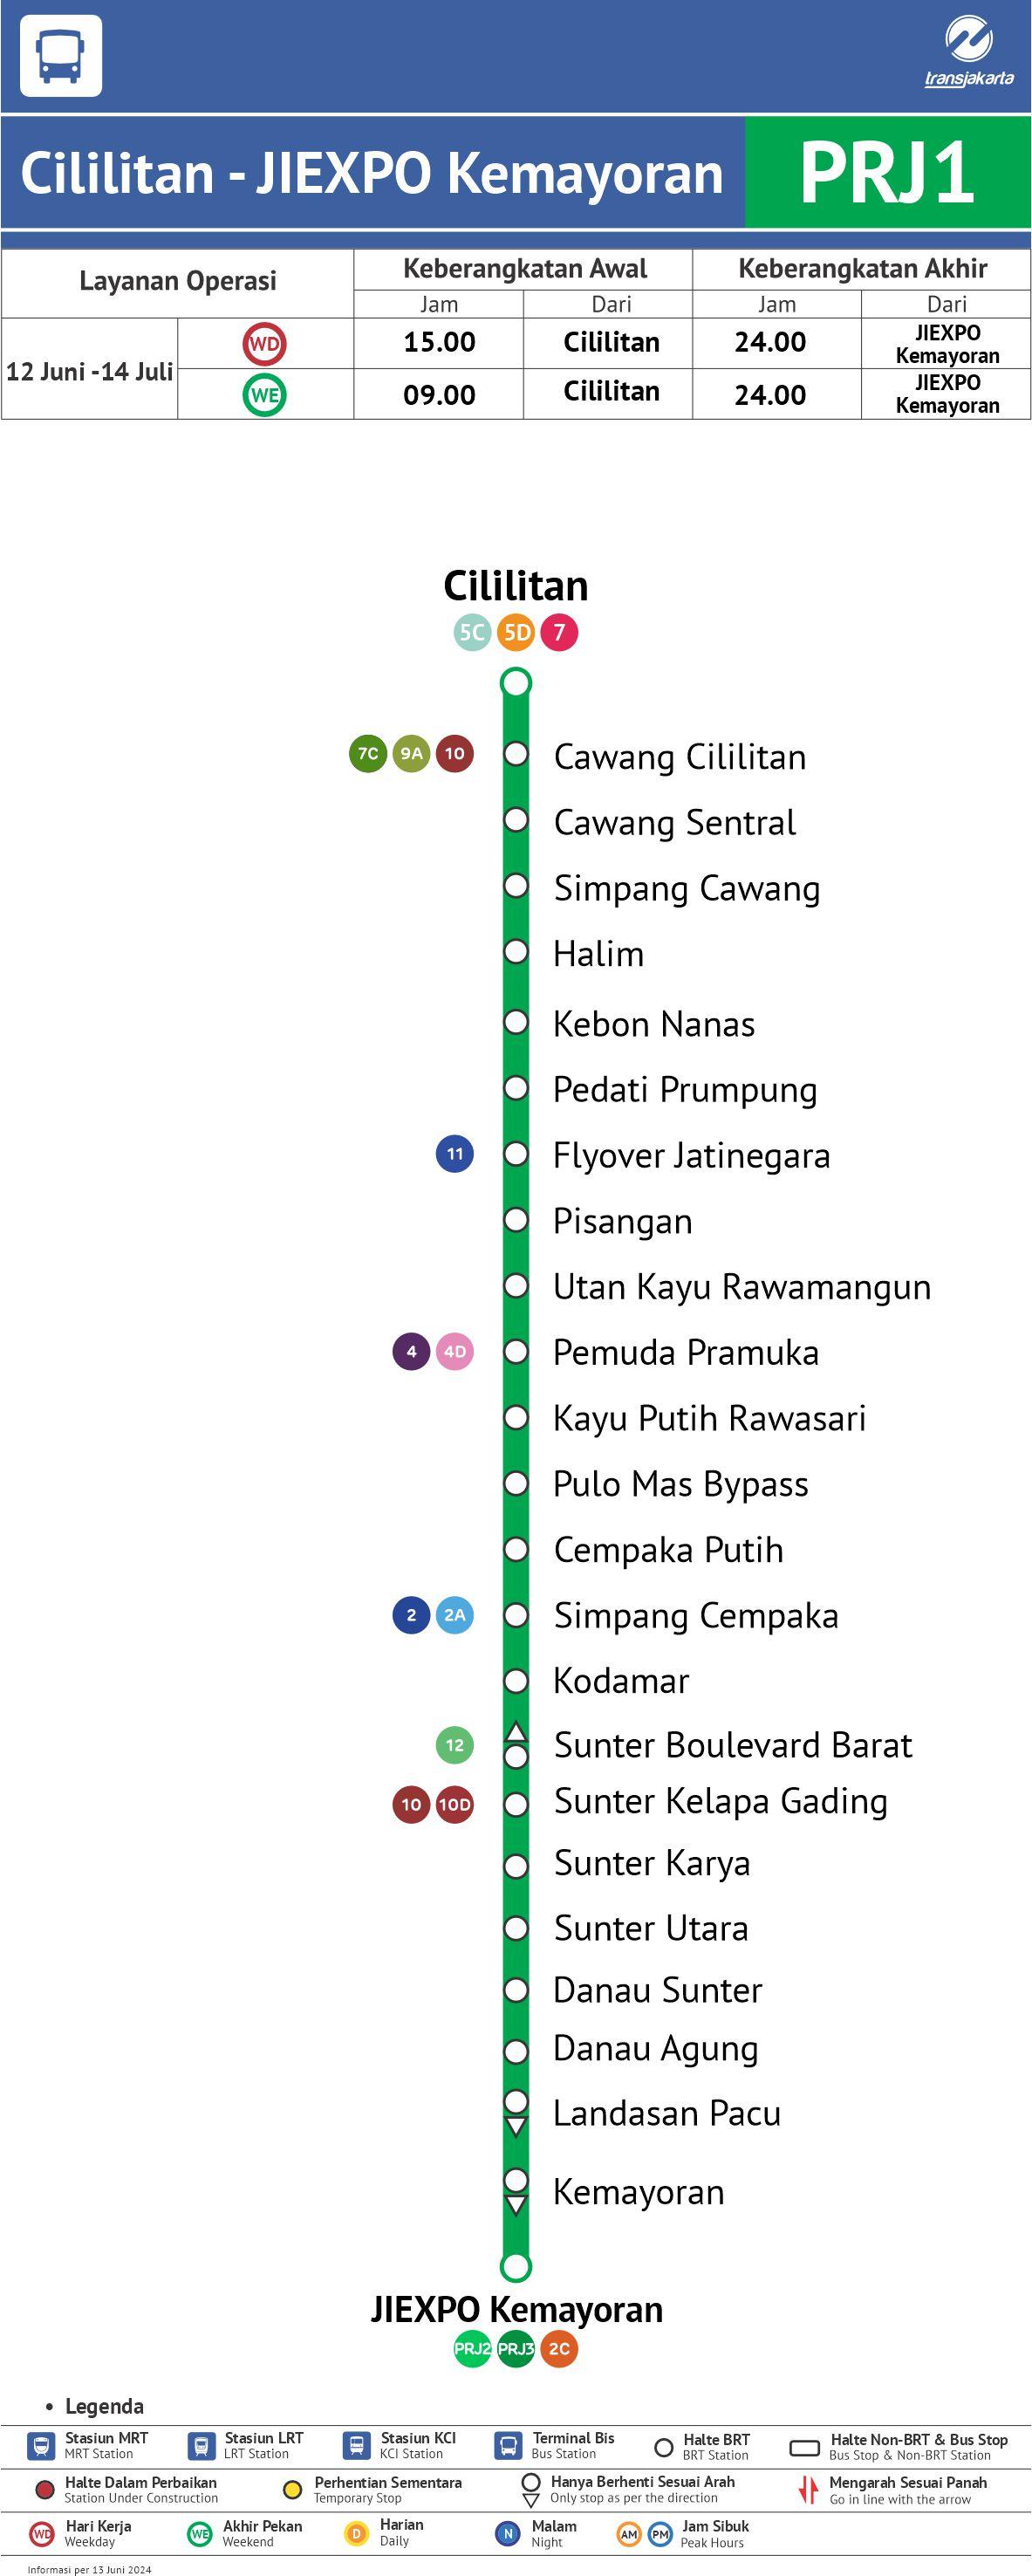 transjakarta
Cililitan - JIEXPO Kemayoran PRJ1
Layanan Operasi Keberangkatan Awal Keberangkatan Akhir
Jam Dari Jam Dari
12 Juni -14 Juli
WD 15.00 Cililitan 24.00 JIEXPO
Kemayoran
WE 09.00 Cililitan 24.00 JIEXPO
Kemayoran
Cililitan
5C 5D 7
7C 9A 10 Cawang Cililitan
Cawang Sentral
Simpang Cawang
Halim
Kebon Nanas
Pedati Prumpung
11 Flyover Jatinegara
Pisangan
Utan Kayu Rawamangun
4 4D Pemuda Pramuka
Kayu Putih Rawasari
Pulo Mas Bypass
Cempaka Putih
2 2A Simpang Cempaka
Kodamar
12 Sunter Boulevard Barat
10 10D Sunter Kelapa Gading
Sunter Karya
Sunter Utara
Danau Sunter
Danau Agung
Landasan Pacu
Kemayoran
JIEXPO Kemayoran
PRJ2 PRJ3 2C
• Legenda
Stasiun MRT Stasiun LRT Stasiun KCI Terminal Bis Halte BRT Halte Non-BRT & Bus Stop
MRT Station LRT Station KCI Station Bus Station BRT Station Bus Stop & Non-BRT Station
Halte Dalam Perbaikan Perhentian Sementara Hanya Berhenti Sesuai Arah Mengarah Sesuai Panah
Station Under Construction Temporary Stop Only stop as per the direction Go in line with the arrow
WD Hari Kerja WE Akhir Pekan D Harian N Malam AM PM Jam Sibuk
Weekday Weekend Daily Night Peak Hours
Informasi per 13 Juni 2024